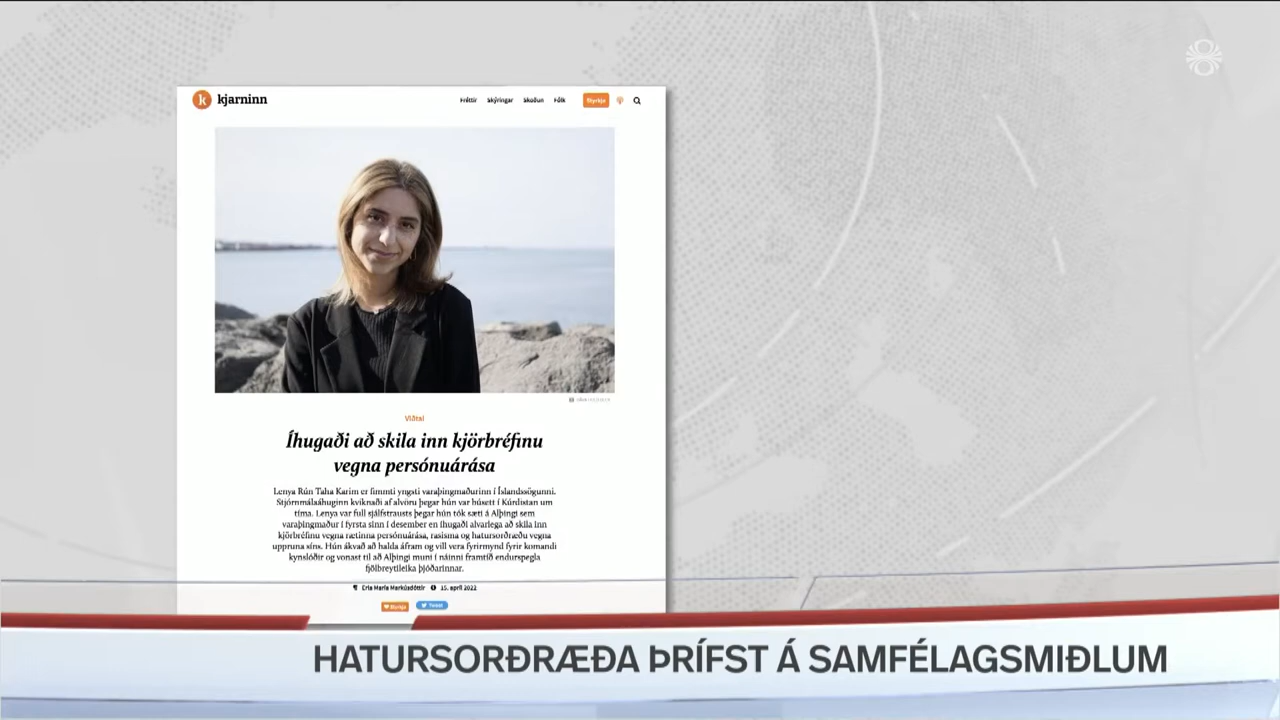 kjarninn
Fréttir Skýringar Skoðun Fólk Styrkja
Viðtal
Íhugaði að skila inn kjörbréfinu
vegna persónuárása
Lenya Rún Taha Karim er fimmti yngsti varaþingmaðurinn í Íslandssögunni.
Stjórnmálaáhuginn kviknaði af alvöru þegar hún var búsett í Kúrdistan um
tíma. Lenya var full sjálfstrausts þegar hún tók sæti á Alþingi sem
varaþingmaður í fyrsta sinn í desember en íhugaði alvarlega að skila inn
kjörbréfinu vegna rætinna persónuárása, rasisma og hatursorðræðu vegna
uppruna síns. Hún ákvað að halda áfram og vill vera fyrirmynd fyrir komandi
kynslóðir og vonast til að Alþingi muni í náinni framtíð endurspegla
fjölbreytileika þjóðarinnar.
Erla María Markúsdóttir 15. apríl 2022
Styrkja Tweet
HATURSORÐRÆÐA ÞRÍFST Á SAMFÉLAGSMIÐLUM